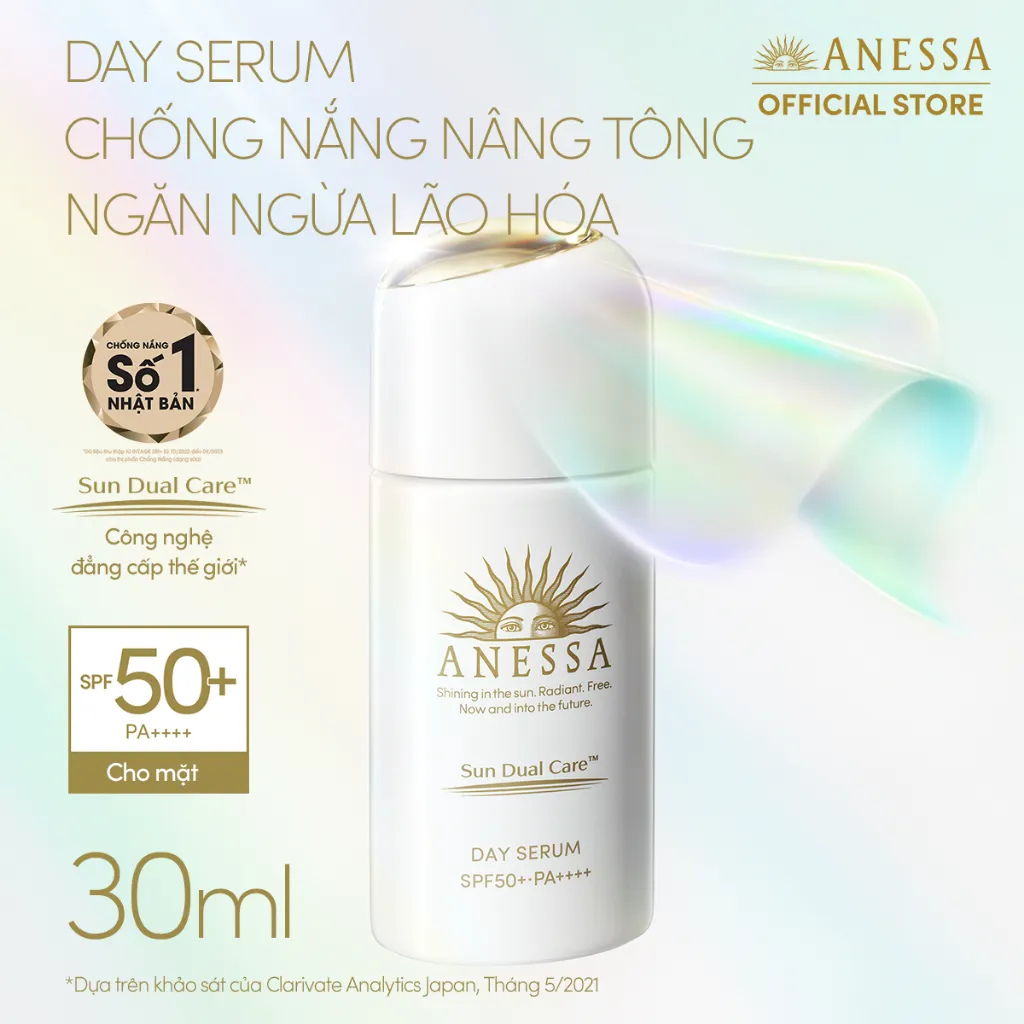 DAY SERUM
CHỐNG NẮNG NÂNG TÔNG
NGĂN NGỪA LÃO HÓA
ANESSA
OFFICIAL STORE
CHỐNG NẮNG
Số 1
NHẬT BẢN
Sun Dual Care™
Công nghệ
đẳng cấp thế giới*
SPF 50+
PA++++
Cho mặt
30ml
ANESSA
Shining in the sun. Radiant. Free.
Now and into the future.
Sun Dual Care™
DAY SERUM
SPF50+·PA++++
*Dựa trên khảo sát của Clarivate Analytics Japan, Tháng 5/2021